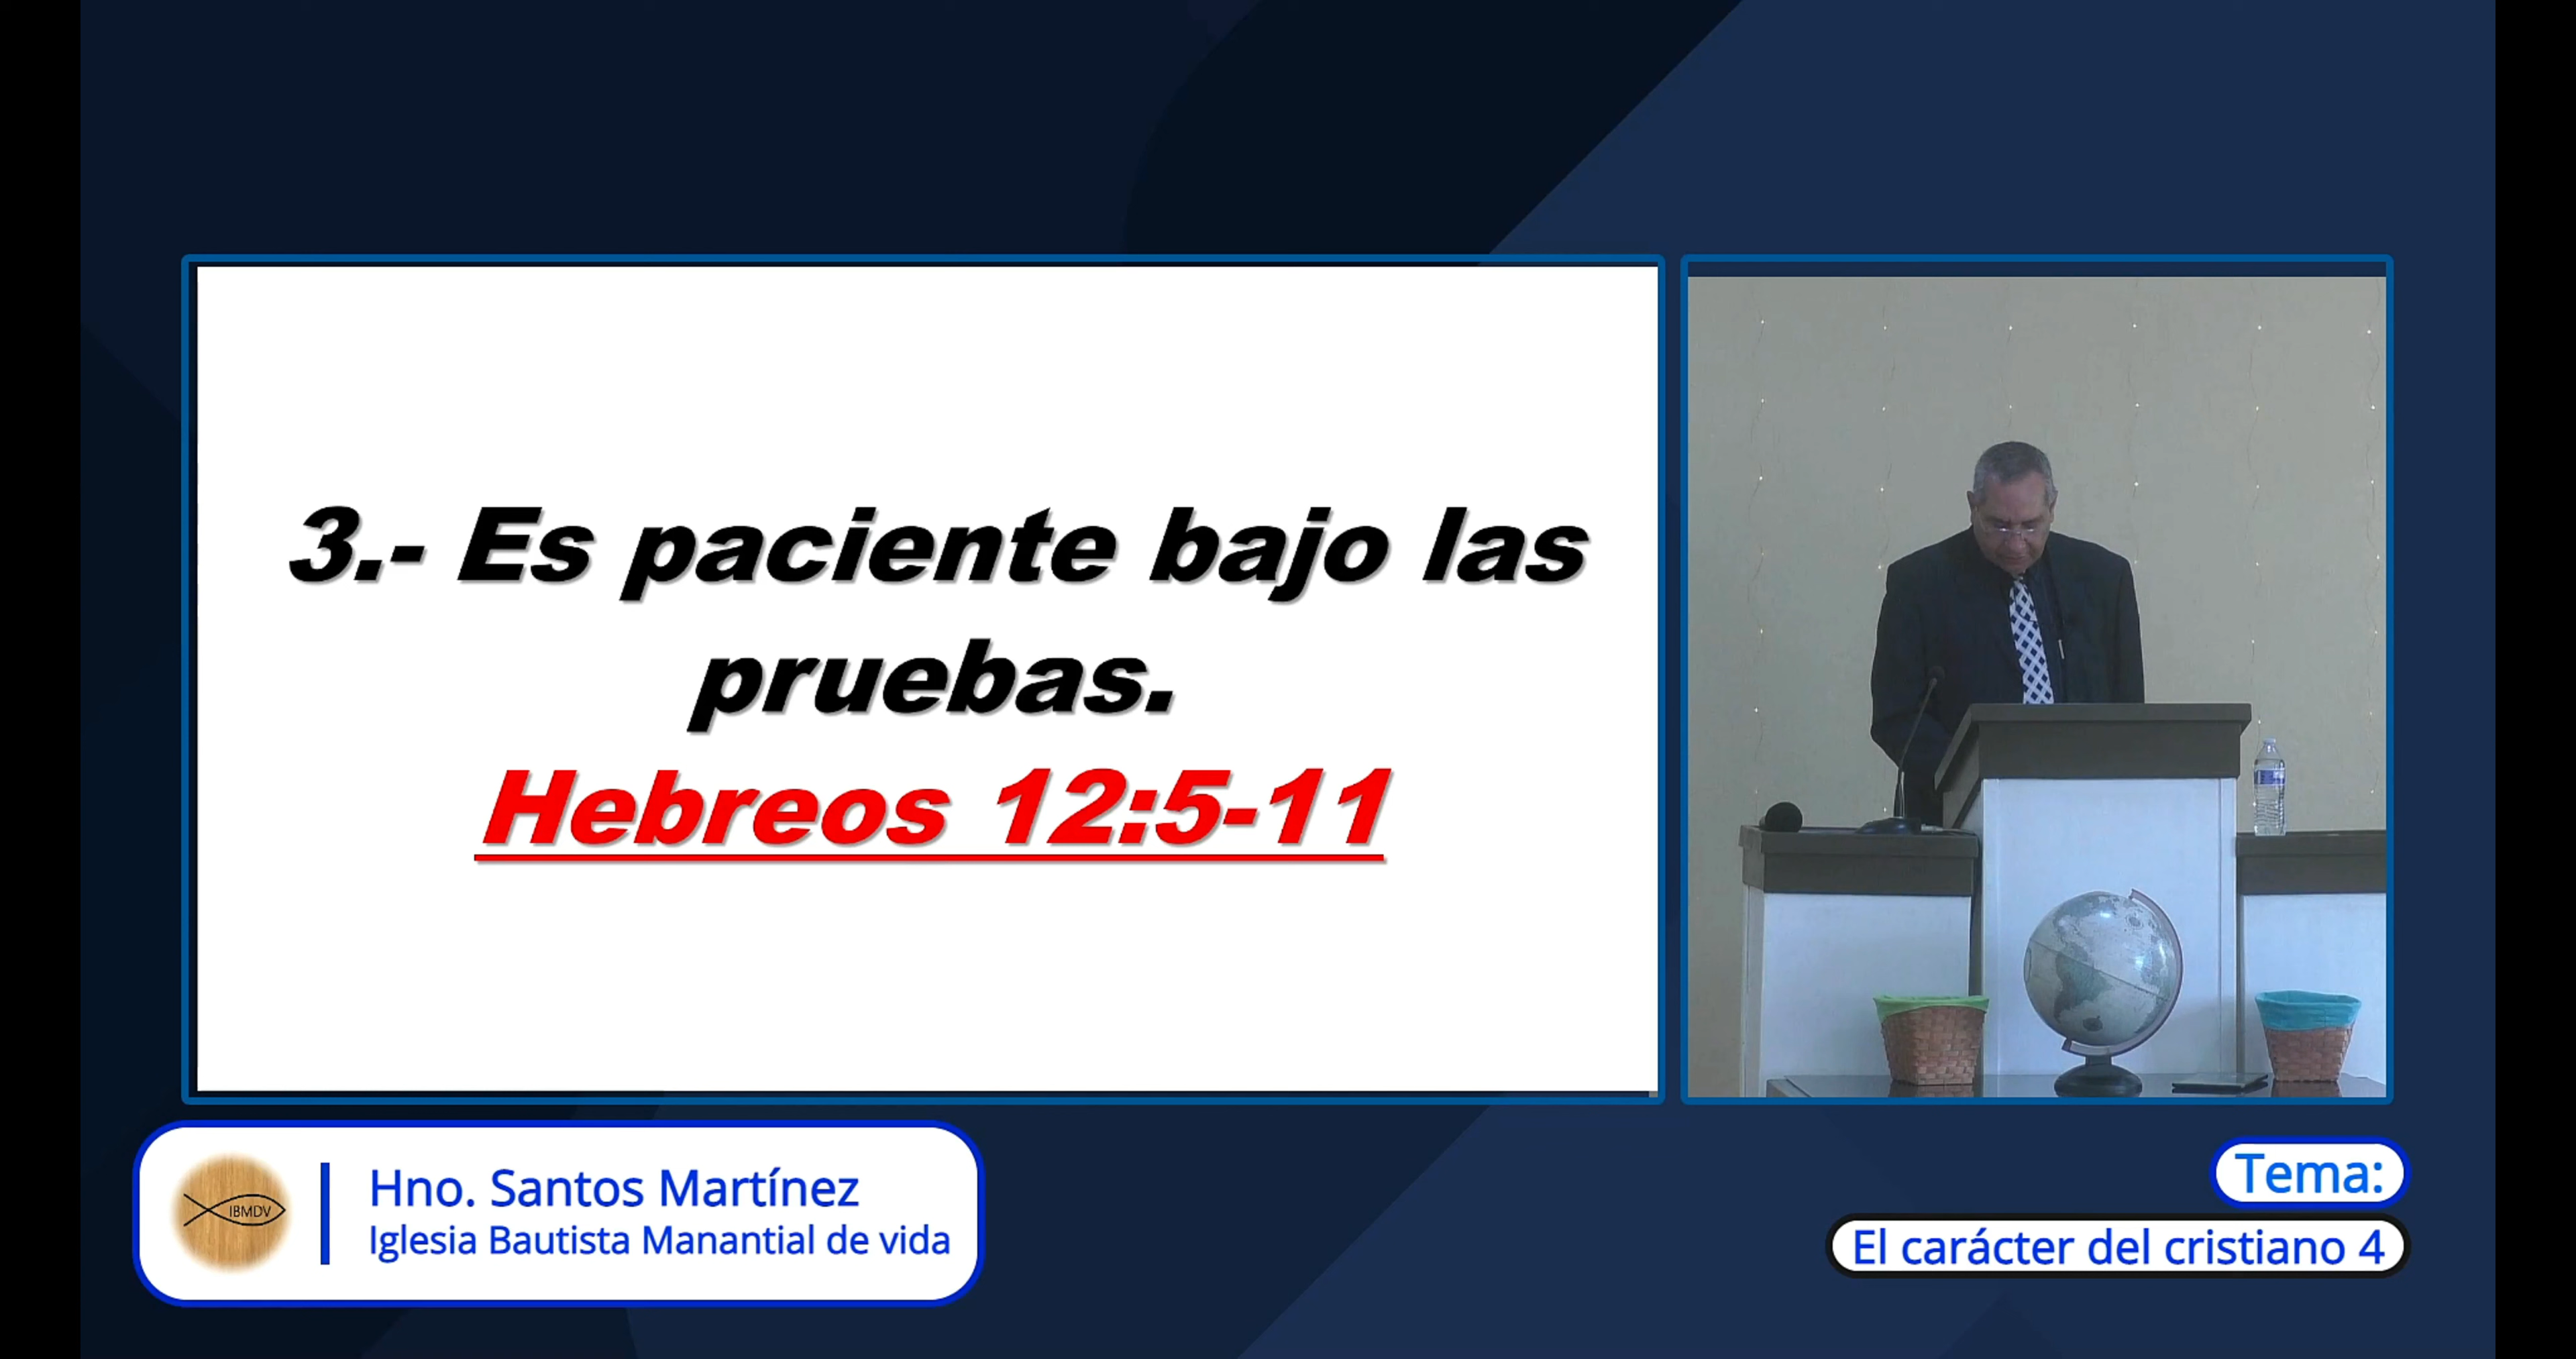 3.- Es paciente bajo las
pruebas.
Hebreos 12:5-11
IBMDV
Hno. Santos Martínez
Iglesia Bautista Manantial de vida
Tema:
El carácter del cristiano 4